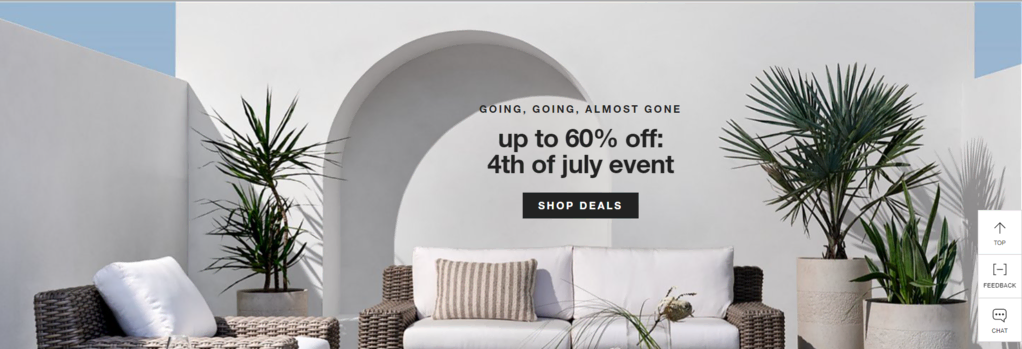 GOING, GOING, ALMOST GONE
up to 60% off:
4th of july event
SHOP DEALS
TOP
FEEDBACK
CHAT